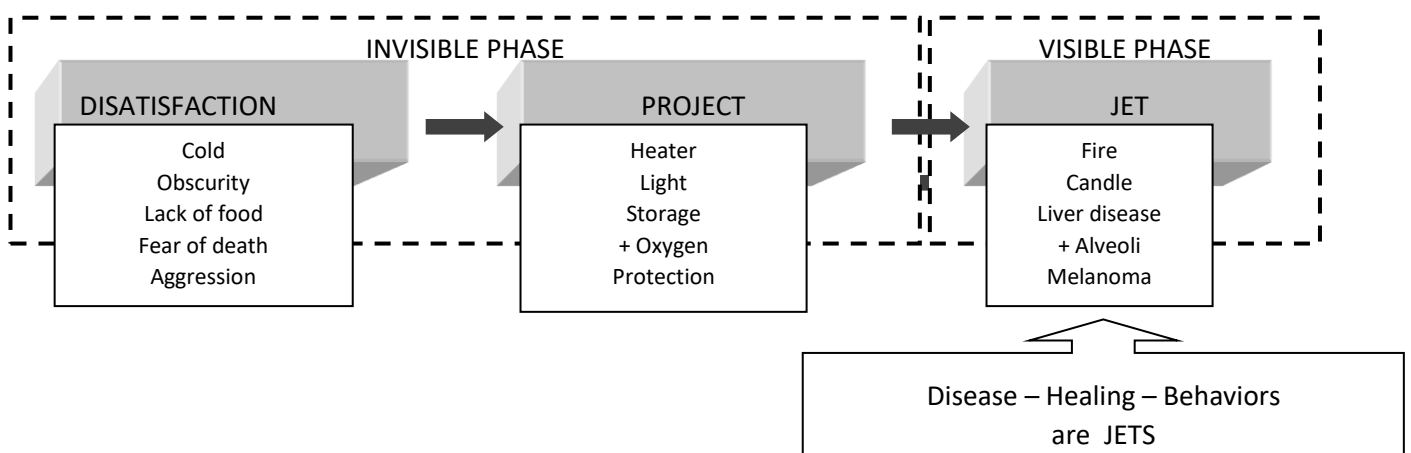 INVISIBLE PHASE
VISIBLE PHASE
DISATISFACTION
Cold
Obscurity
Lack of food
Fear of death
Aggression
PROJECT
Heater
Light
Storage
+ Oxygen
Protection
JET
Fire
Candle
Liver disease
+ Alveoli
Melanoma
Disease – Healing – Behaviors
are JETS